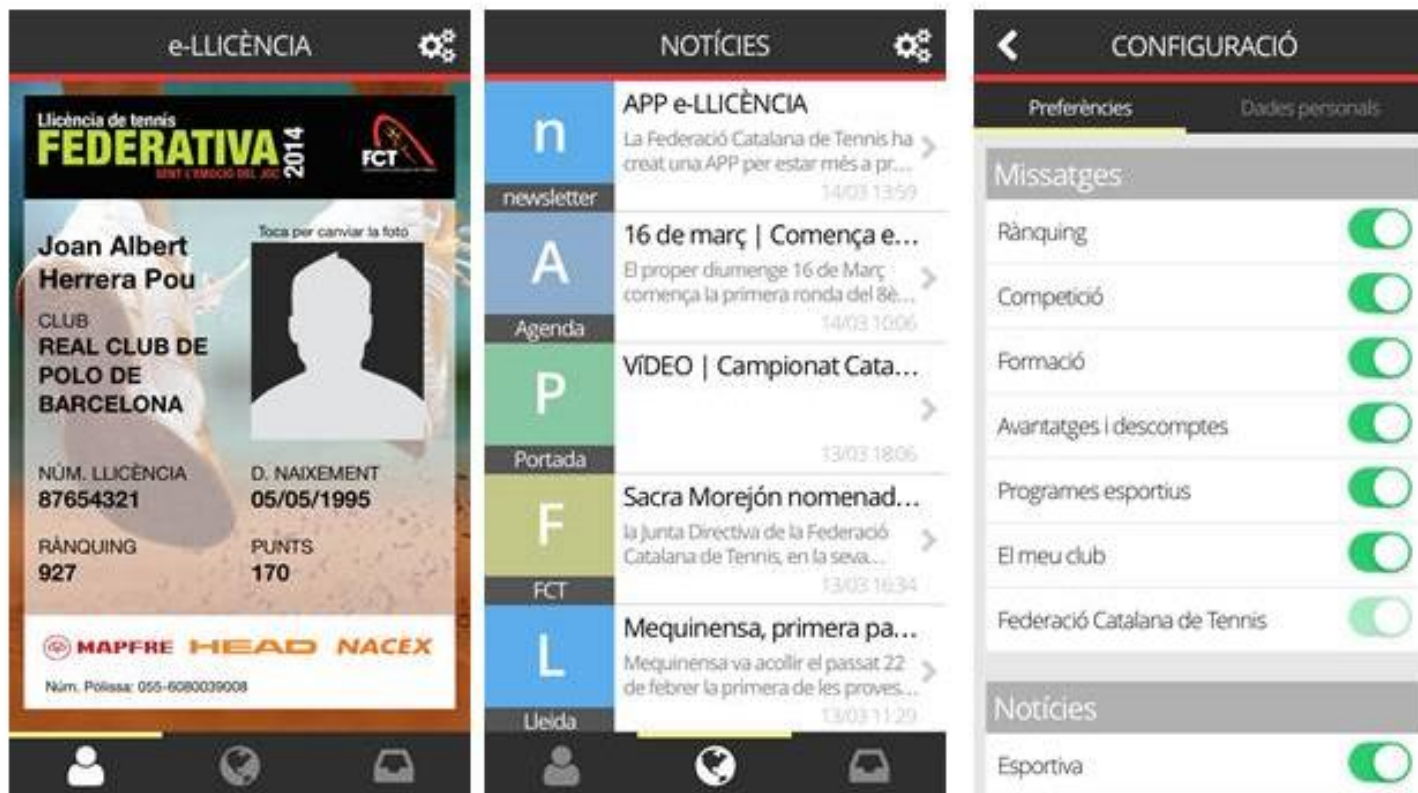 e-LLICÈNCIA
Llicència de tennis
FEDERATIVA 2014
SENT L'EMOCIÓ DEL JOC
FCT
Joan Albert
Herrera Pou
Toca per canviar la foto
CLUB
REAL CLUB DE
POLO DE
BARCELONA
NÚM. LLICÈNCIA
87654321
D. NAIXEMENT
05/05/1995
RÀNQUING
927
PUNTS
170
MAPFRE HEAD NACEX
Núm. Pòlissa: 055-6080039008
NOTÍCIES
n
newsletter
APP e-LLICÈNCIA
La Federació Catalana de Tennis ha
creat una APP per estar més a pr...
14/03 13:59
A
Agenda
16 de març | Comença e...
El proper diumenge 16 de Març
comença la primera ronda del 8è...
14/03 10:06
P
Portada
VíDEO | Campionat Cata...
13/03 18:06
F
FCT
Sacra Morejón nomenad...
la Junta Directiva de la Federació
Catalana de Tennis, en la seva...
13/03 16:34
L
Lleida
Mequinensa, primera pa...
Mequinensa va acollir el passat 22
de febrer la primera de les proves...
13/03 11:29
CONFIGURACIÓ
Preferències
Dades personals
Missatges
Rànquing
Competició
Formació
Avantatges i descomptes
Programes esportius
El meu club
Federació Catalana de Tennis
Notícies
Esportiva